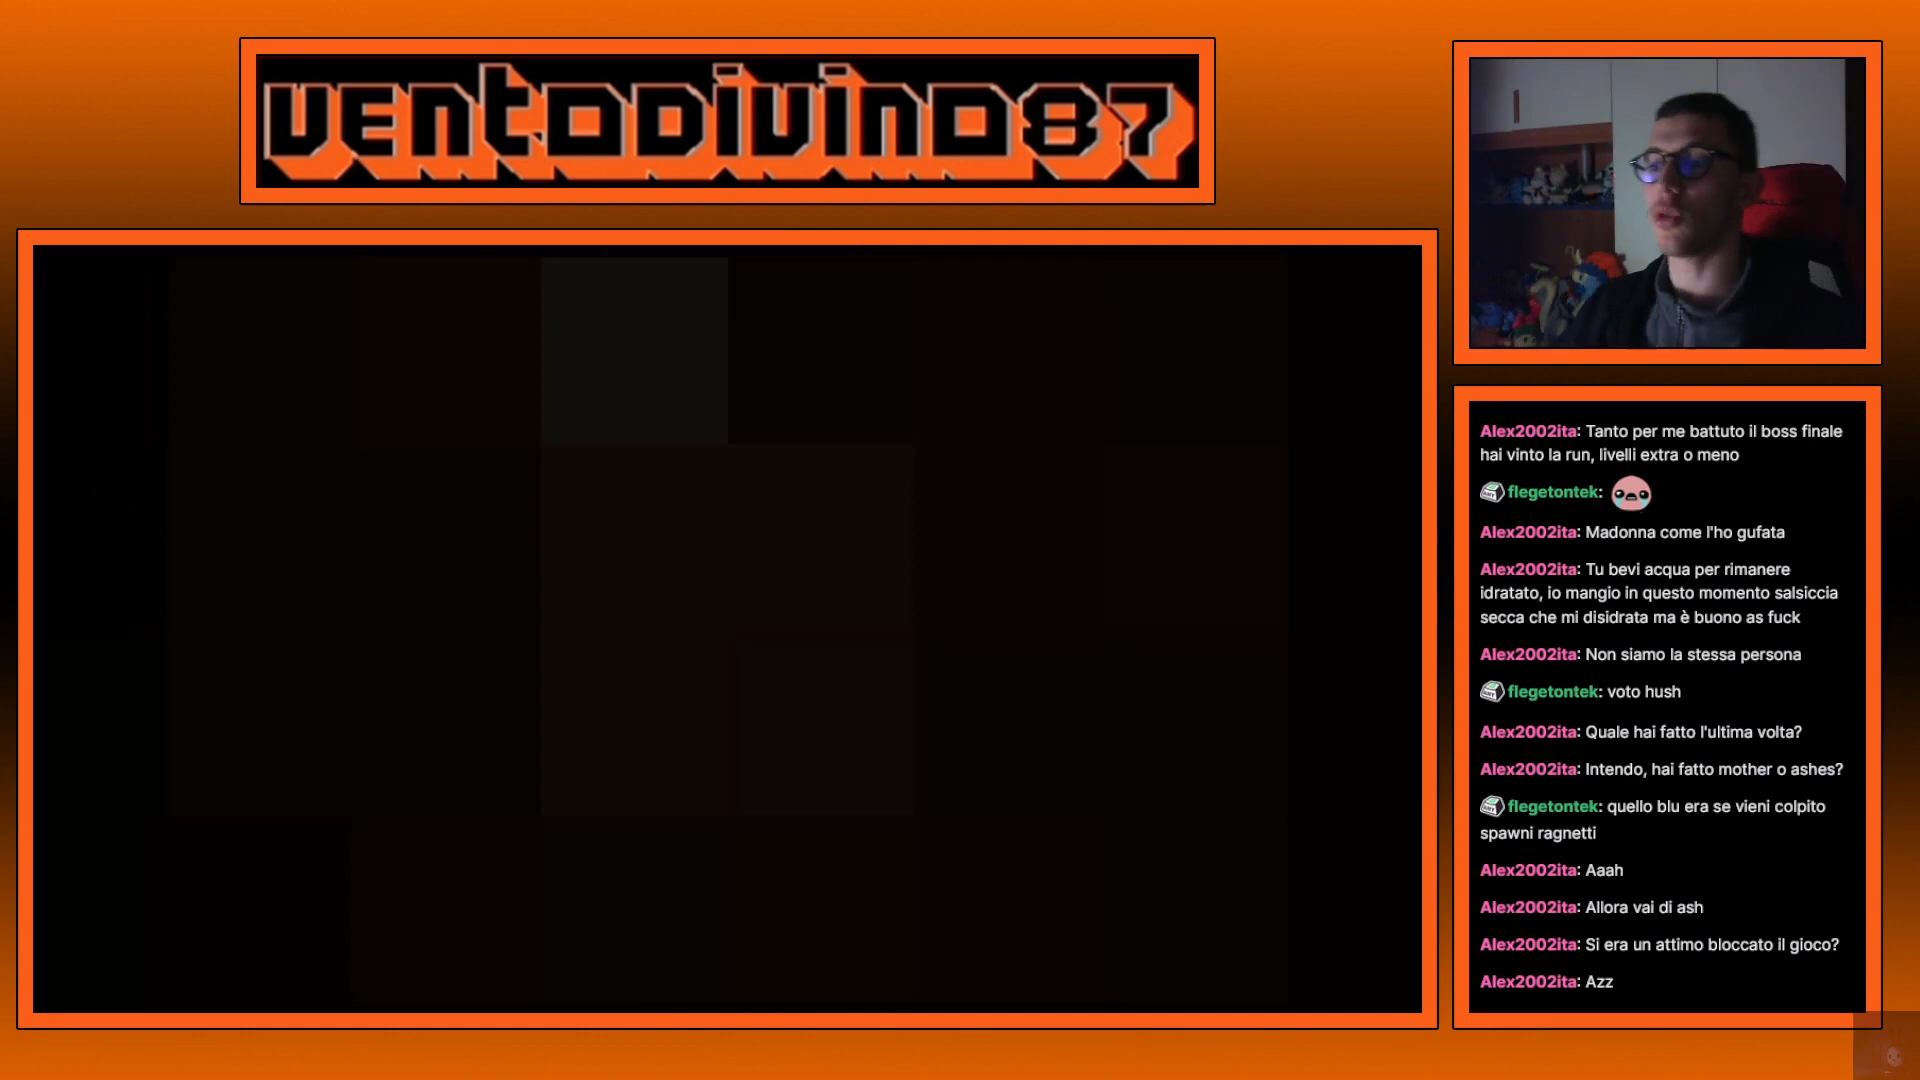 ventodivino87
Alex2002ita: Tanto per me battuto il boss finale
hai vinto la run, livelli extra o meno
flegetontek:
Alex2002ita: Madonna come l'ho gufata
Alex2002ita: Tu bevi acqua per rimanere
idratato, io mangio in questo momento salsiccia
secca che mi disidrata ma è buono as fuck
Alex2002ita: Non siamo la stessa persona
flegetontek: voto hush
Alex2002ita: Quale hai fatto l'ultima volta?
Alex2002ita: Intendo, hai fatto mother o ashes?
flegetontek: quello blu era se vieni colpito
spawni ragnetti
Alex2002ita: Aaah
Alex2002ita: Allora vai di ash
Alex2002ita: Si era un attimo bloccato il gioco?
Alex2002ita: Azz